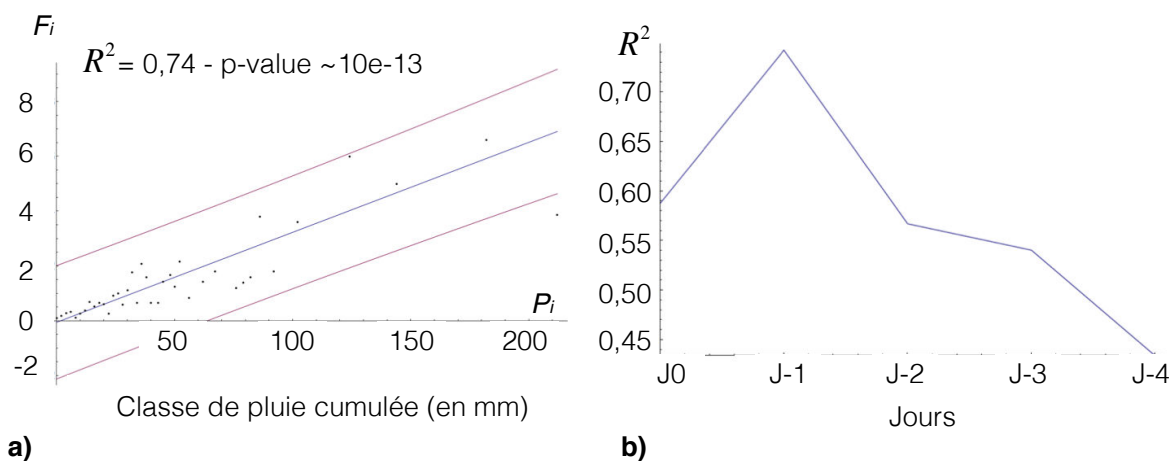 Fi
R² = 0,74 - p-value ~10e-13
8
6
4
2
0
-2
50
100
150
200
Pi
Classe de pluie cumulée (en mm)
a)
R²
0,70
0,65
0,60
0,55
0,50
0,45
J0
J-1
J-2
J-3
J-4
Jours
b)